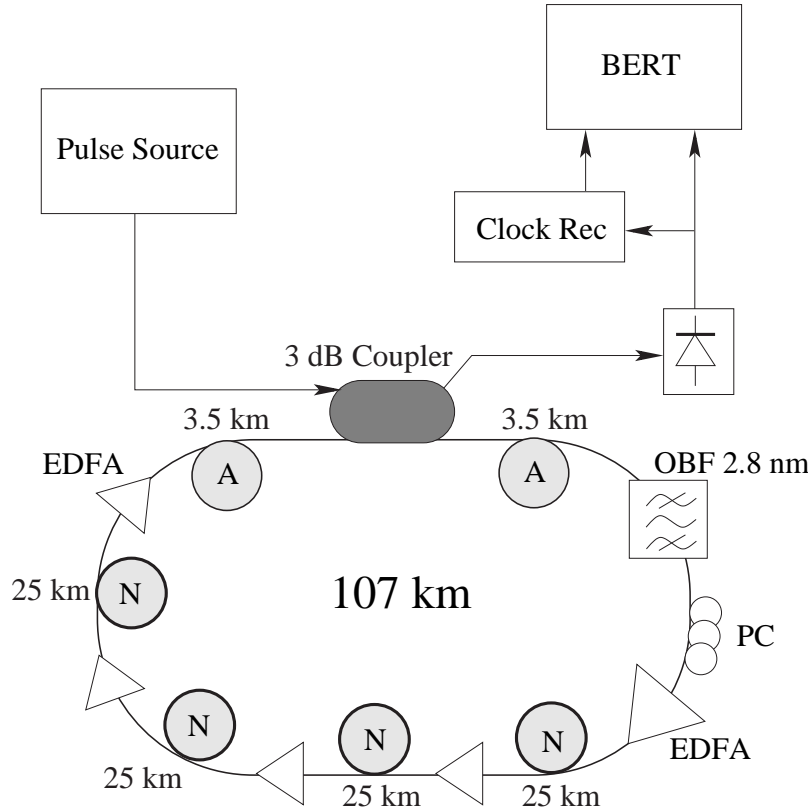 BERT
Pulse Source
Clock Rec
3 dB Coupler
3.5 km
3.5 km
EDFA
OBF 2.8 nm
A
A
25 km
N
107 km
PC
N
N
N
EDFA
25 km
25 km
25 km